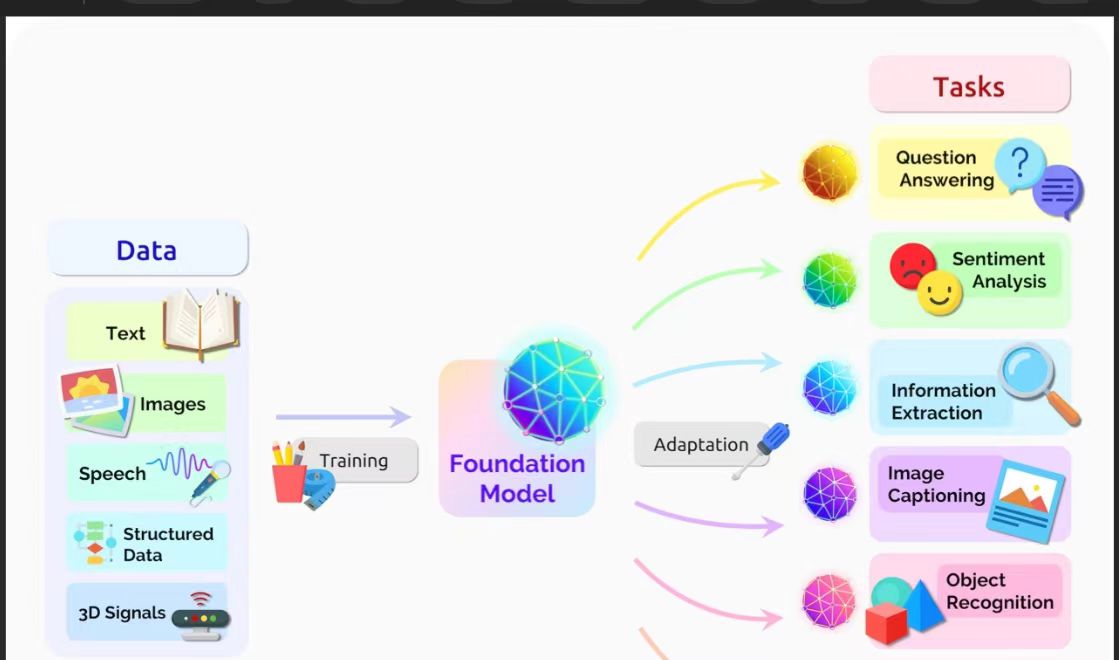 Tasks
Question
Answering
Data
Sentiment
Analysis
Text
Images
Information
Extraction
Adaptation
Training
Foundation
Model
Speech
Image
Captioning
Structured
Data
3D Signals
Object
Recognition